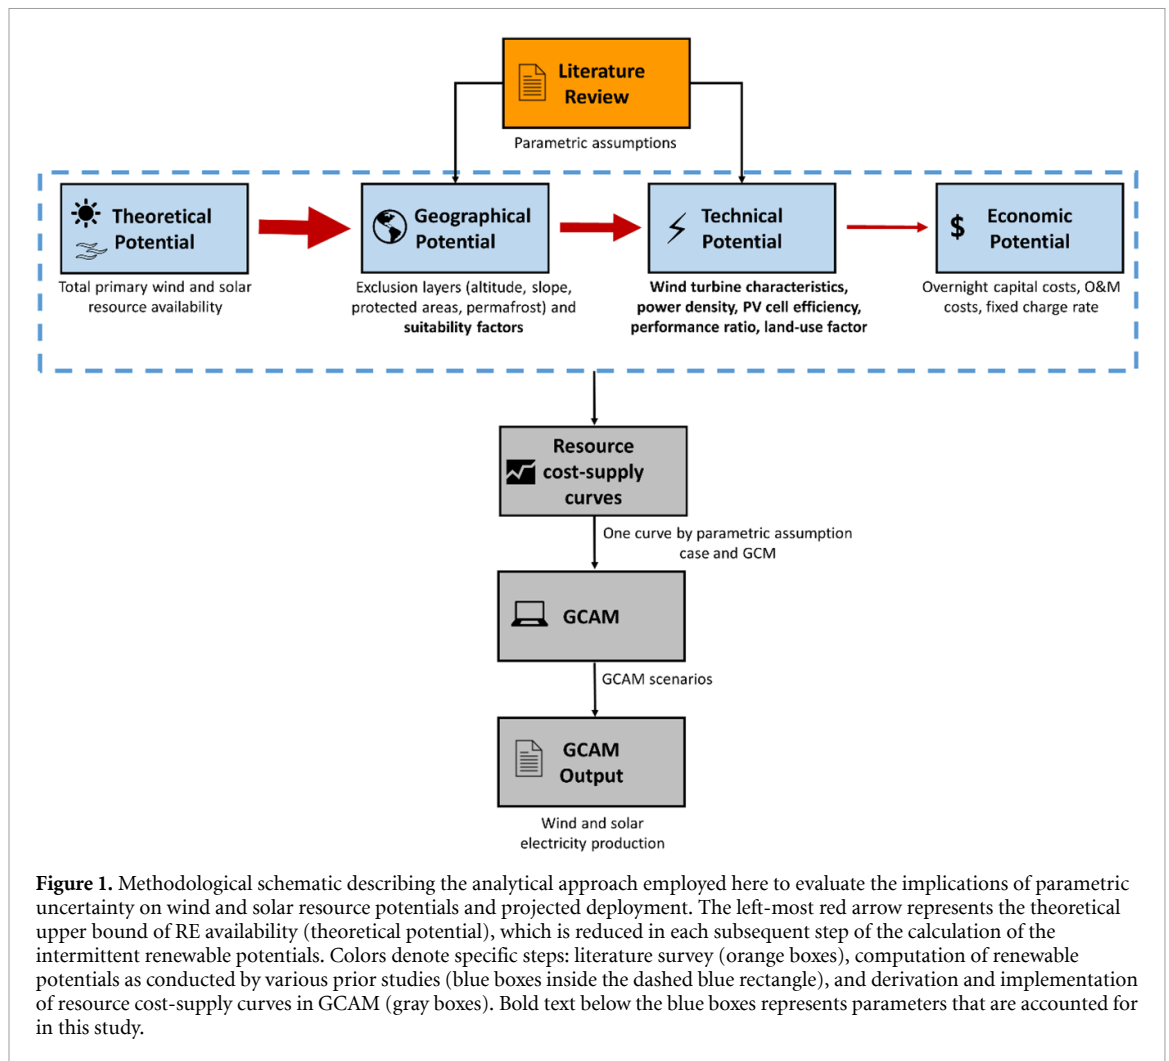 Literature
Review
Parametric assumptions
Theoretical
Potential
Total primary wind and solar
resource availability
Geographical
Potential
Exclusion layers (altitude, slope,
protected areas, permafrost) and
suitability factors
Technical
Potential
Wind turbine characteristics,
power density, PV cell efficiency,
performance ratio, land-use factor
$
Economic
Potential
Overnight capital costs, O&M
costs, fixed charge rate
Resource
cost-supply
curves
One curve by parametric assumption
case and GCM
GCAM
GCAM scenarios
GCAM
Output
Wind and solar
electricity production
Figure 1. Methodological schematic describing the analytical approach employed here to evaluate the implications of parametric
uncertainty on wind and solar resource potentials and projected deployment. The left-most red arrow represents the theoretical
upper bound of RE availability (theoretical potential), which is reduced in each subsequent step of the calculation of the
intermittent renewable potentials. Colors denote specific steps: literature survey (orange boxes), computation of renewable
potentials as conducted by various prior studies (blue boxes inside the dashed blue rectangle), and derivation and implementation
of resource cost-supply curves in GCAM (gray boxes). Bold text below the blue boxes represents parameters that are accounted for
in this study.